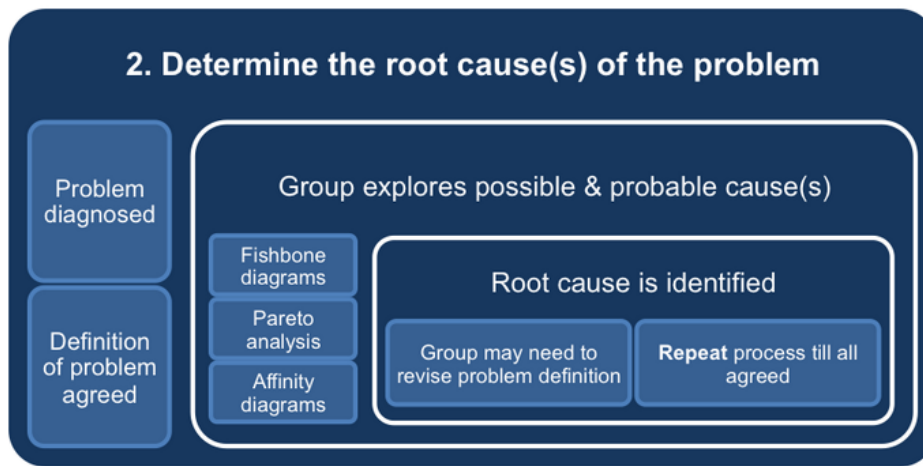 2. Determine the root cause(s) of the problem
Problem
diagnosed
Definition
of problem
agreed
Group explores possible & probable cause(s)
Fishbone
diagrams
Pareto
analysis
Affinity
diagrams
Root cause is identified
Group may need to
revise problem definition
Repeat process till all
agreed